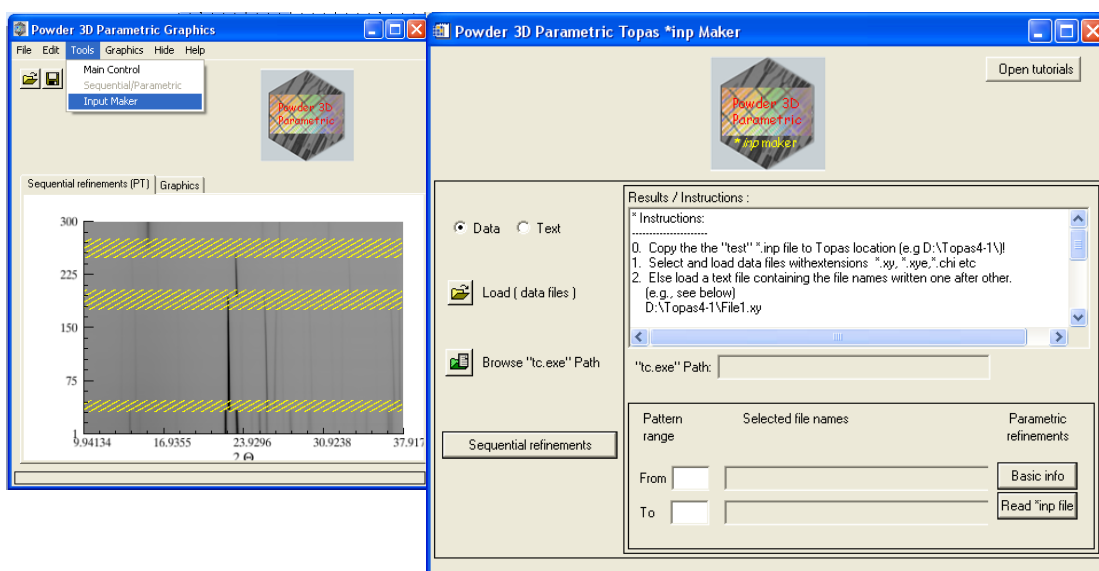 Powder 3D Parametric Graphics
File Edit Tools Graphics Hide Help
Main Control
Sequential/Parametric
Input Maker
Powder 3D
Parametric
Sequential refinements (PT) Graphics
300
225
150
75
1
9.94134 16.9355 23.9296 30.9238 37.917
2 Θ
Powder 3D Parametric Topas *inp Maker
Open tutorials
Powder 3D
Parametric
*inp maker
Data Text
Load ( data files )
Browse "tc.exe" Path
Sequential refinements
Results / Instructions :
* Instructions:
----------------------
0. Copy the the "test" *.inp file to Topas location (e.g D:\Topas4-1\)!
1. Select and load data files withextensions *.xy, *.xye,*.chi etc
2. Else load a text file containing the file names written one after other.
(e.g., see below)
D:\Topas4-1\File1.xy
"tc.exe" Path:
Pattern range
Selected file names
Parametric refinements
From
Basic info
To
Read *inp file